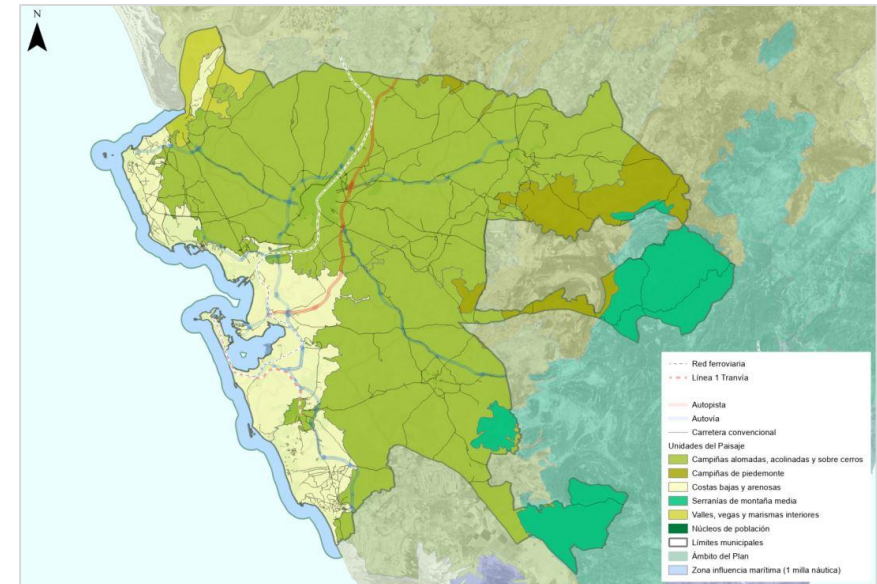 N
Red ferroviaria
Línea 1 Tranvía
Autopista
Autovía
Carretera convencional
Unidades del Paisaje
Campiñas alomadas, acolinadas y sobre cerros
Campiñas de piedemonte
Costas bajas y arenosas
Serranías de montaña media
Valles, vegas y marismas interiores
Núcleos de población
Límites municipales
Ámbito del Plan
Zona influencia marítima (1 milla náutica)